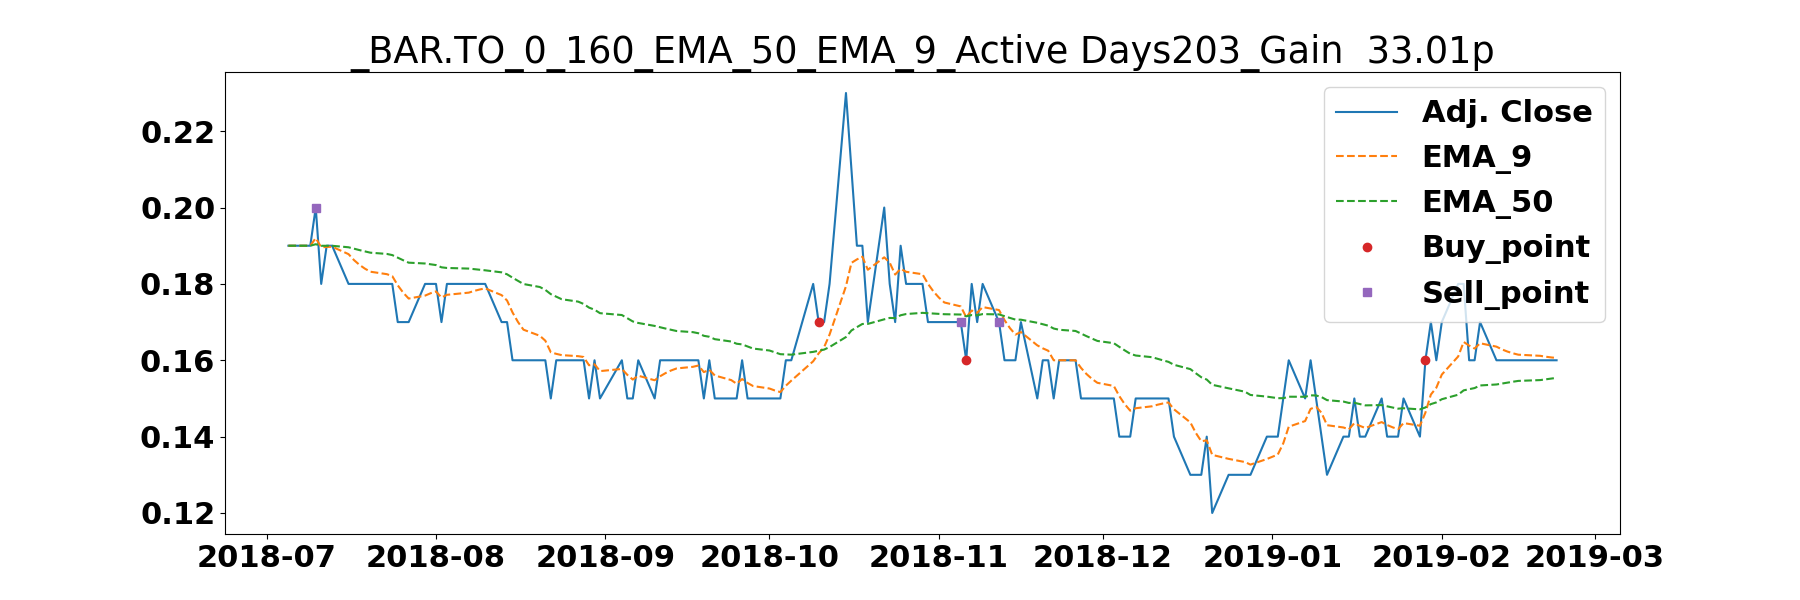 _BAR.TO_0_160_EMA_50_EMA_9_Active Days203_Gain  33.01p
Adj. Close
EMA_9
EMA_50
Buy_point
Sell_point
0.22
0.20
0.18
0.16
0.14
0.12
2018-07 2018-08 2018-09 2018-10 2018-11 2018-12 2019-01 2019-02 2019-03